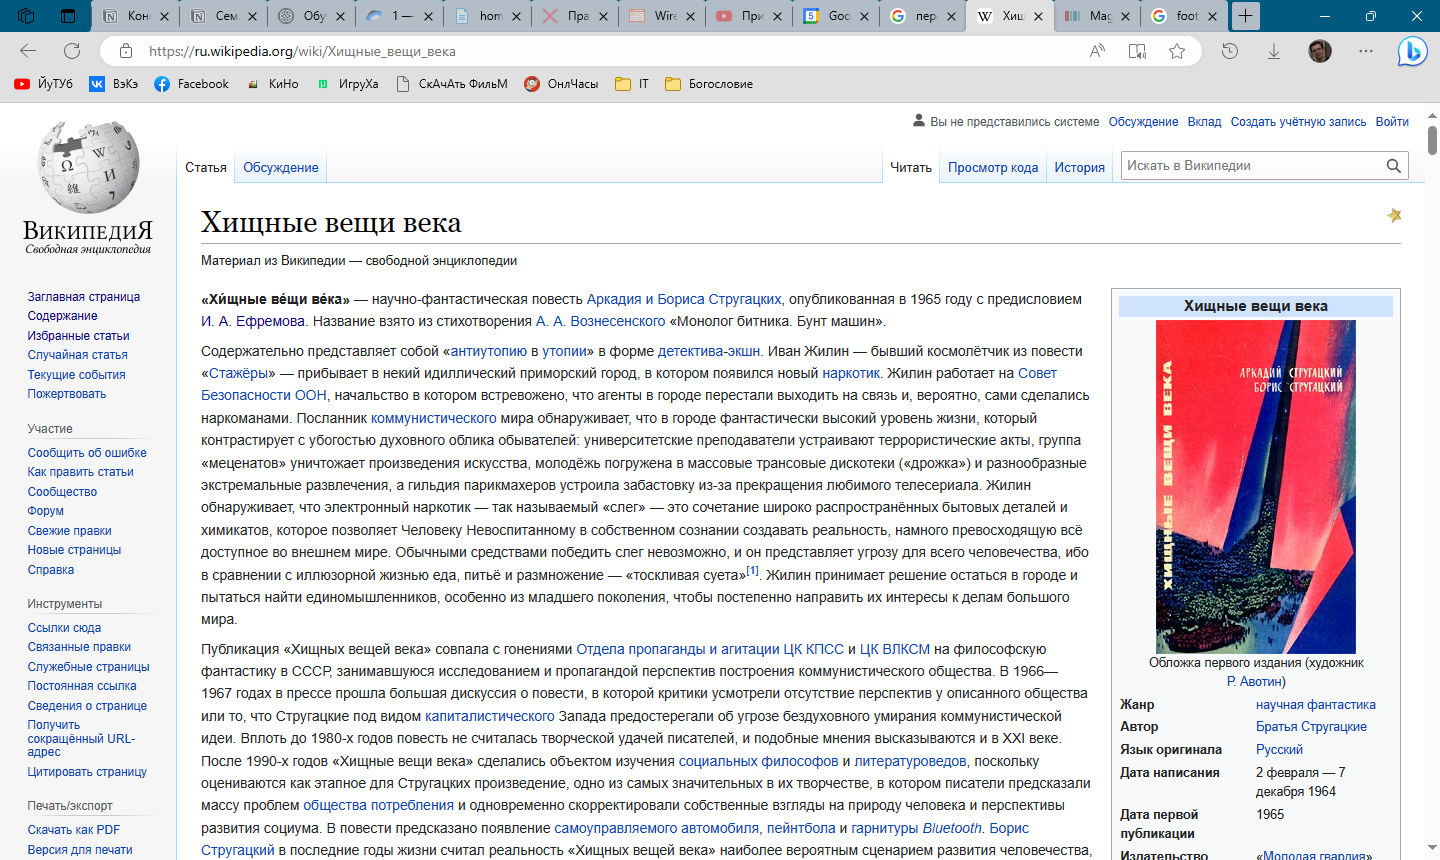 Кон
Сем
Обу
1 —
hom
Пра
Wire
При
Goo
пер
Хищ
Mag
foot
https://ru.wikipedia.org/wiki/Хищные_вещи_века
ЙуТУб
ВэКэ
Facebook
КиНо
ИгруХа
СкАчАть ФильМ
ОнлЧасы
IT
Богословие
Вы не представились системе Обсуждение Вклад Создать учётную запись Войти
Статья Обсуждение Читать Просмотр кода История Искать в Википедии
ВикипедиЯ
Свободная энциклопедия
Заглавная страница
Содержание
Избранные статьи
Случайная статья
Текущие события
Пожертвовать
Участие
Сообщить об ошибке
Как править статьи
Сообщество
Форум
Свежие правки
Новые страницы
Справка
Инструменты
Ссылки сюда
Связанные правки
Служебные страницы
Постоянная ссылка
Сведения о странице
Получить
сокращённый URL-
адрес
Цитировать страницу
Печать/экспорт
Скачать как PDF
Версия для печати
Хищные вещи века
Материал из Википедии — свободной энциклопедии
«Хи́щные ве́щи ве́ка» — научно-фантастическая повесть Аркадия и Бориса Стругацких, опубликованная в 1965 году с предисловием
И. А. Ефремова. Название взято из стихотворения А. А. Вознесенского «Монолог битника. Бунт машин».
Содержательно представляет собой «антиутопию в утопии» в форме детектива-экшн. Иван Жилин — бывший космолётчик из повести
«Стажёры» — прибывает в некий идиллический приморский город, в котором появился новый наркотик. Жилин работает на Совет
Безопасности ООН, начальство в котором встревожено, что агенты в городе перестали выходить на связь и, вероятно, сами сделались
наркоманами. Посланник коммунистического мира обнаруживает, что в городе фантастически высокий уровень жизни, который
контрастирует с убогостью духовного облика обывателей: университетские преподаватели устраивают террористические акты, группа
«меценатов» уничтожает произведения искусства, молодёжь погружена в массовые трансовые дискотеки («дрожка») и разнообразные
экстремальные развлечения, а гильдия парикмахеров устроила забастовку из-за прекращения любимого телесериала. Жилин
обнаруживает, что электронный наркотик — так называемый «слег» — это сочетание широко распространённых бытовых деталей и
химикатов, которое позволяет Человеку Невоспитанному в собственном сознании создавать реальность, намного превосходящую всё
доступное во внешнем мире. Обычными средствами победить слег невозможно, и он представляет угрозу для всего человечества, ибо
в сравнении с иллюзорной жизнью еда, питьё и размножение — «тоскливая суета»[1]. Жилин принимает решение остаться в городе и
пытаться найти единомышленников, особенно из младшего поколения, чтобы постепенно направить их интересы к делам большого
мира.
Публикация «Хищных вещей века» совпала с гонениями Отдела пропаганды и агитации ЦК КПСС и ЦК ВЛКСМ на философскую
фантастику в СССР, занимавшуюся исследованием и пропагандой перспектив построения коммунистического общества. В 1966—
1967 годах в прессе прошла большая дискуссия о повести, в которой критики усмотрели отсутствие перспектив у описанного общества
или то, что Стругацкие под видом капиталистического Запада предостерегали об угрозе бездуховного умирания коммунистической
идеи. Вплоть до 1980-х годов повесть не считалась творческой удачей писателей, и подобные мнения высказываются и в XXI веке.
После 1990-х годов «Хищные вещи века» сделались объектом изучения социальных философов и литературоведов, поскольку
оцениваются как этапное для Стругацких произведение, одно из самых значительных в их творчестве, в котором писатели предсказали
массу проблем общества потребления и одновременно скорректировали собственные взгляды на природу человека и перспективы
развития социума. В повести предсказано появление самоуправляемого автомобиля, пейнтбола и гарнитуры Bluetooth. Борис
Стругацкий в последние годы жизни считал реальность «Хищных вещей века» наиболее вероятным сценарием развития человечества,
Хищные вещи века
АРКАДИЙ СТРУГАЦКИЙ
БОРИС СТРУГАЦКИЙ
ХИЩНЫЕ ВЕЩИ ВЕКА
Обложка первого издания (художник
Р. Авотин)
Жанр научная фантастика
Автор Братья Стругацкие
Язык оригинала Русский
Дата написания 2 февраля — 7
декабря 1964
Дата первой 1965
публикации
Издательство «Молодая гвардия»